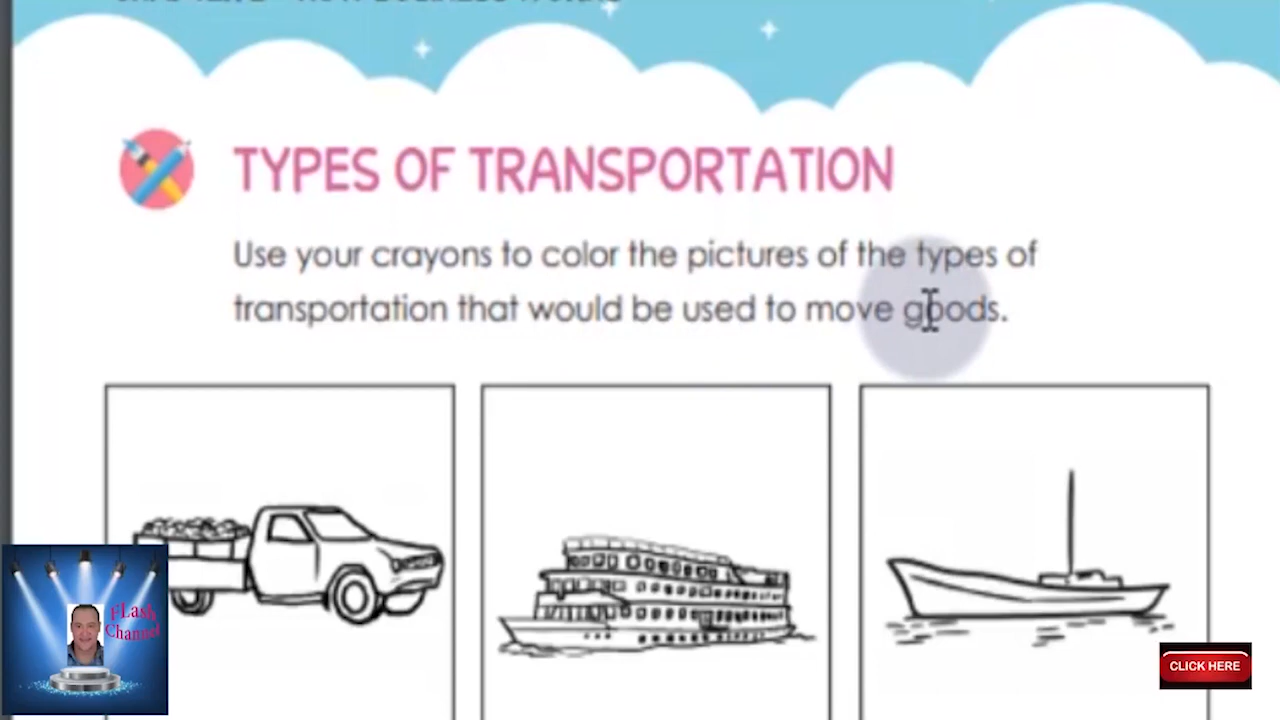 TYPES OF TRANSPORTATION
Use your crayons to color the pictures of the types of
transportation that would be used to move goods.
FLash
Channel
CLICK HERE